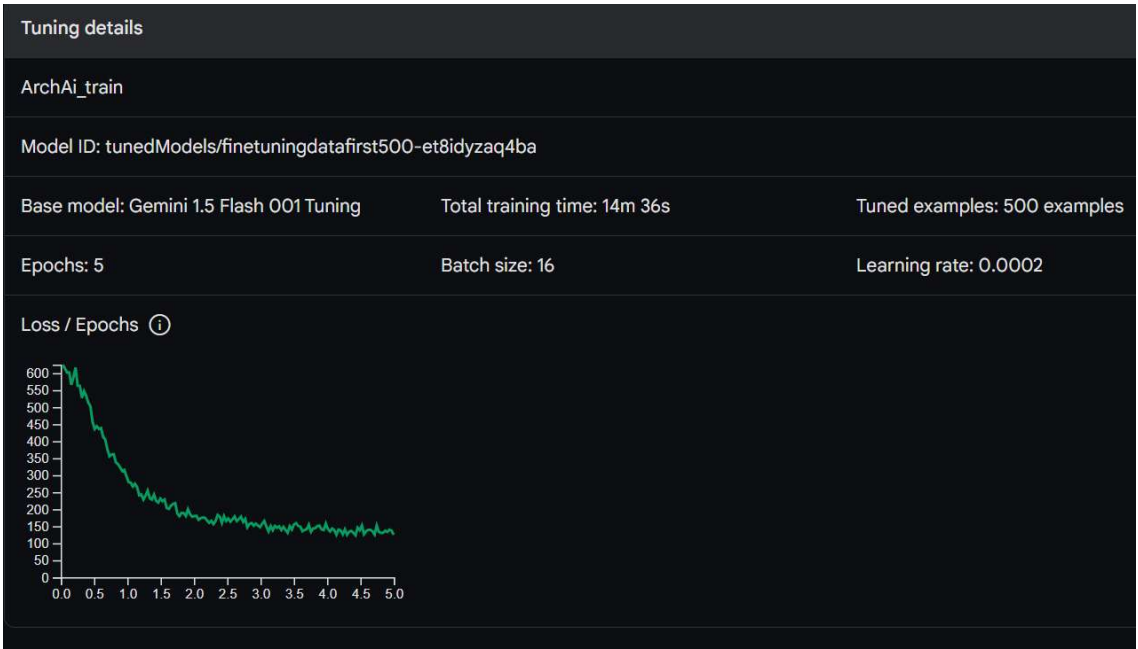 Tuning details
ArchAi_train
Model ID: tunedModels/finetuningdatafirst500-et8idyzaq4ba
Base model: Gemini 1.5 Flash 001 Tuning Total training time: 14m 36s Tuned examples: 500 examples
Epochs: 5 Batch size: 16 Learning rate: 0.0002
Loss / Epochs
600
550
500
450
400
350
300
250
200
150
100
50
0
0.0 0.5 1.0 1.5 2.0 2.5 3.0 3.5 4.0 4.5 5.0